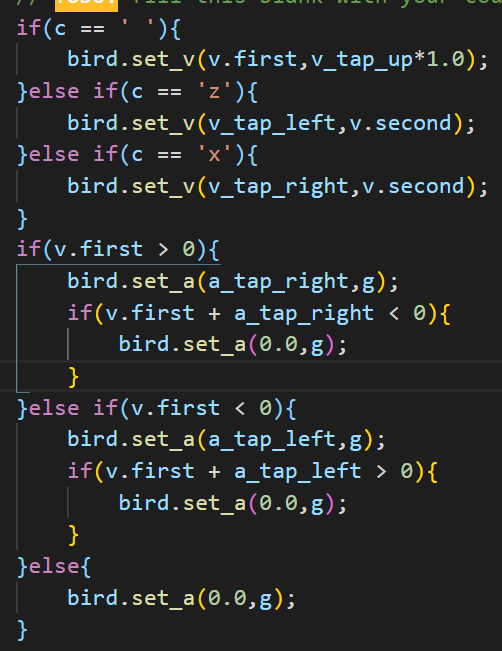 // TODO: Fill this blank with your cod
if(c == ' '){
bird.set_v(v.first,v_tap_up*1.0);
}else if(c == 'z'){
bird.set_v(v_tap_left,v.second);
}else if(c == 'x'){
bird.set_v(v_tap_right,v.second);
}
if(v.first > 0){
bird.set_a(a_tap_right,g);
if(v.first + a_tap_right < 0){
bird.set_a(0.0,g);
}
}else if(v.first < 0){
bird.set_a(a_tap_left,g);
if(v.first + a_tap_left > 0){
bird.set_a(0.0,g);
}
}else{
bird.set_a(0.0,g);
}